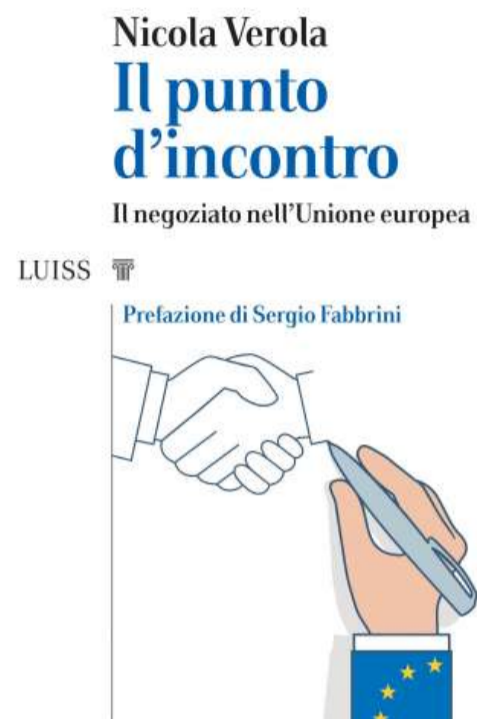 Nicola Verola
Il punto
d’incontro
Il negoziato nell’Unione europea
LUISS
Prefazione di Sergio Fabbrini